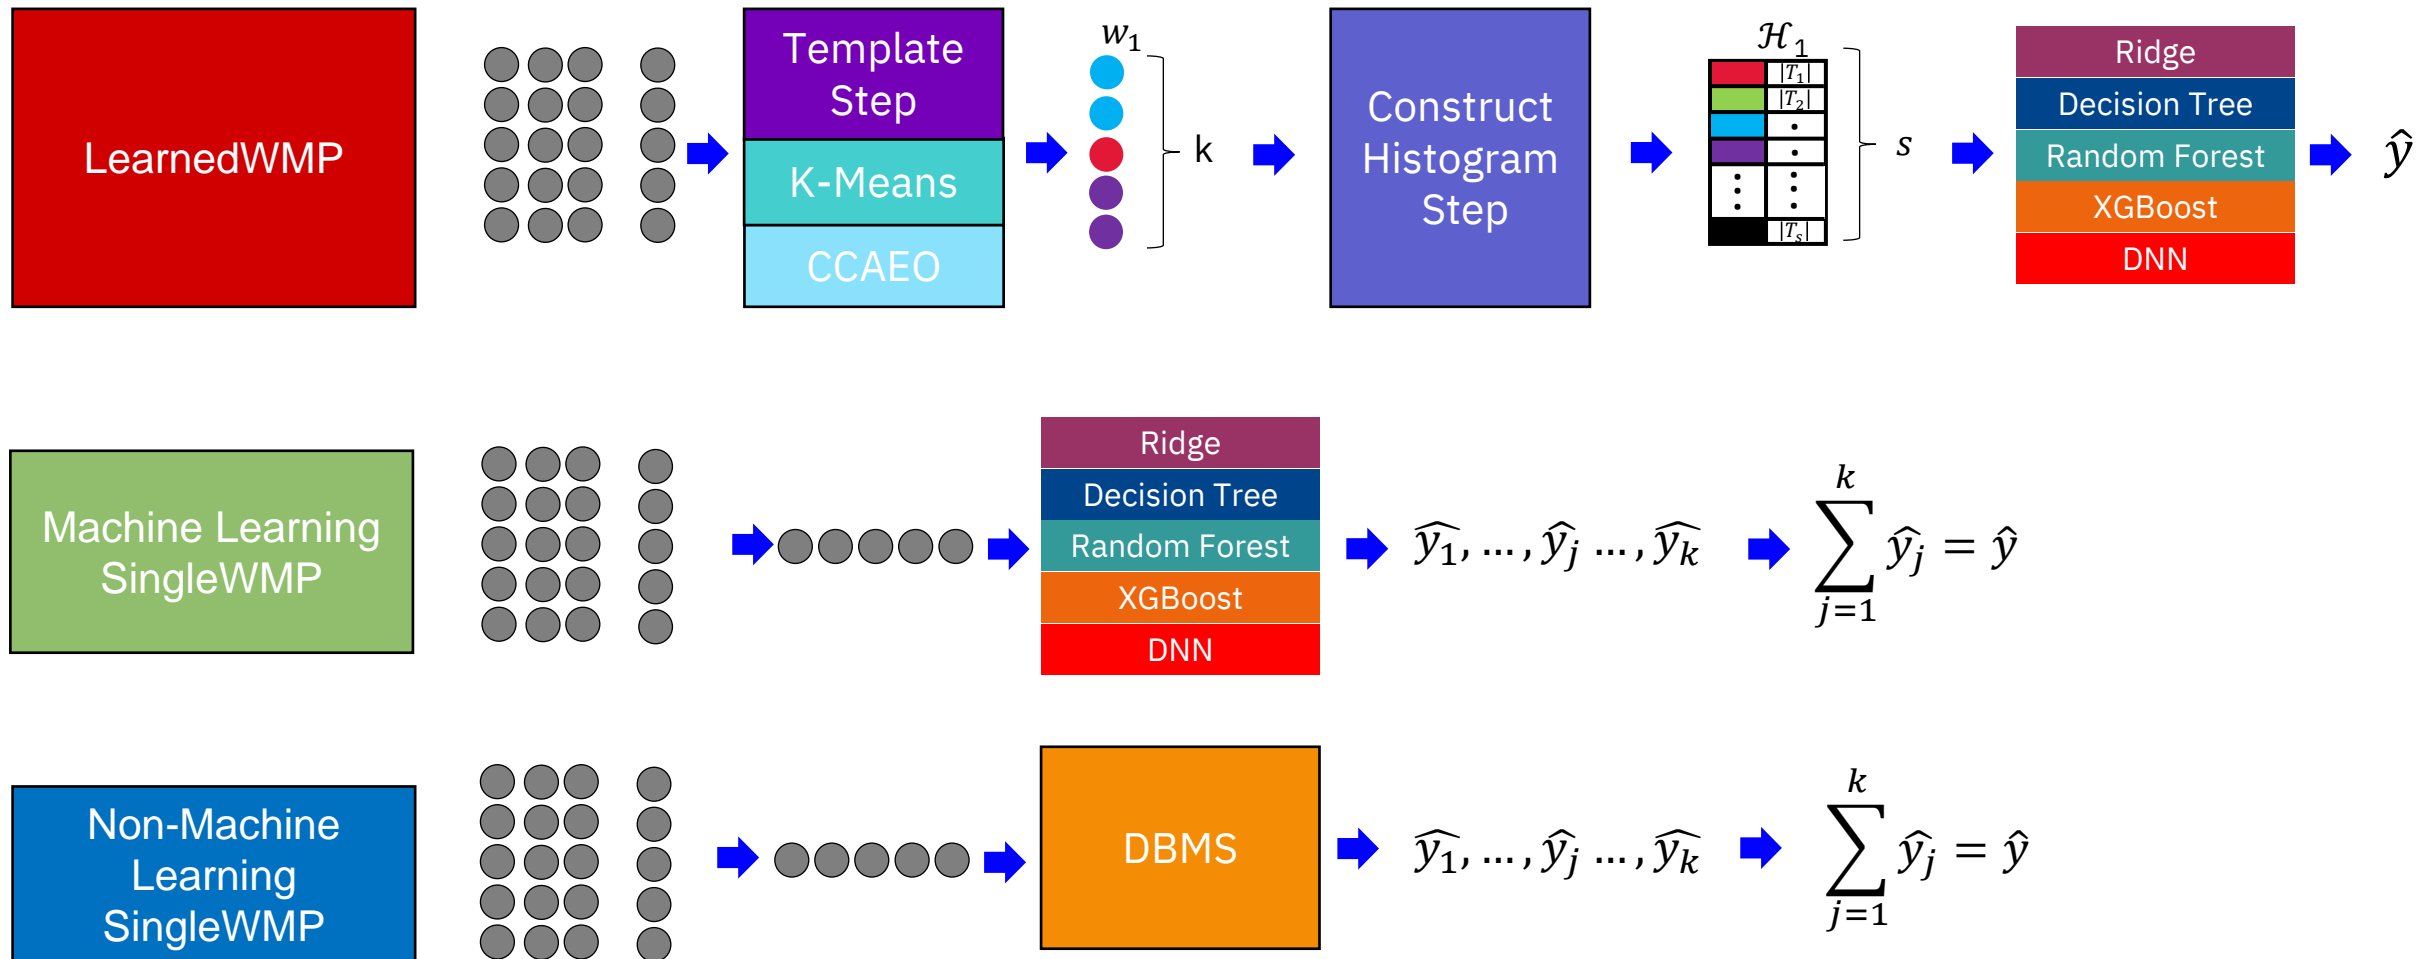 LearnedWMP
Template
Step
K-Means
CCAEO
w₁
k
Construct
Histogram
Step
ℋ₁
|T₁|
|T₂|
|Tₛ|
s
Ridge
Decision Tree
Random Forest
XGBoost
DNN
ŷ
Machine Learning
SingleWMP
Ridge
Decision Tree
Random Forest
XGBoost
DNN
ŷ₁, … , ŷⱼ … , ŷₖ
k
∑ ŷⱼ = ŷ
j=1
Non-Machine
Learning
SingleWMP
DBMS
ŷ₁, … , ŷⱼ … , ŷₖ
k
∑ ŷⱼ = ŷ
j=1